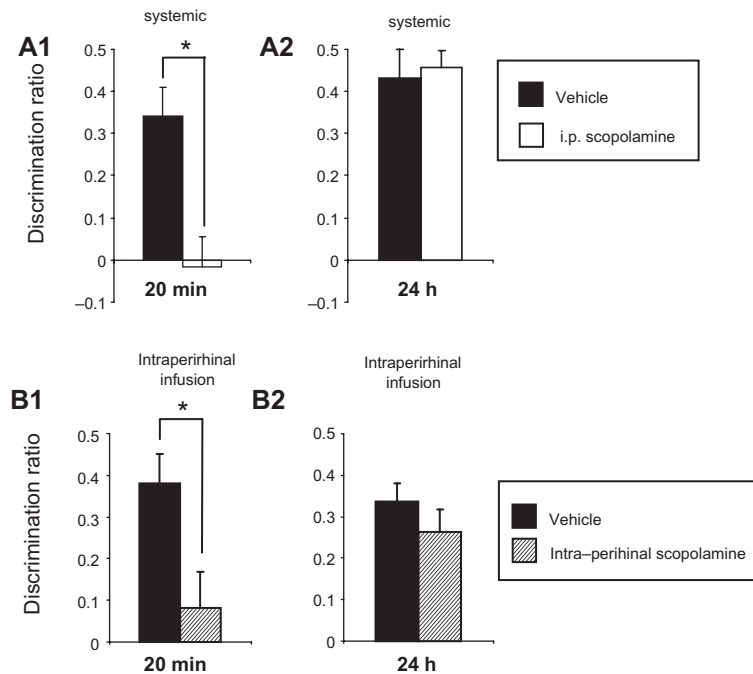 systemic
A1
*
Discrimination ratio
0.5
0.4
0.3
0.2
0.1
0
–0.1
20 min
systemic
A2
0.5
0.4
0.3
0.2
0.1
0
–0.1
24 h
Vehicle
i.p. scopolamine
Intraperirhinal
infusion
B1
*
Discrimination ratio
0.5
0.4
0.3
0.2
0.1
0
20 min
Intraperirhinal
infusion
B2
0.5
0.4
0.3
0.2
0.1
0
24 h
Vehicle
Intra–perihinal scopolamine